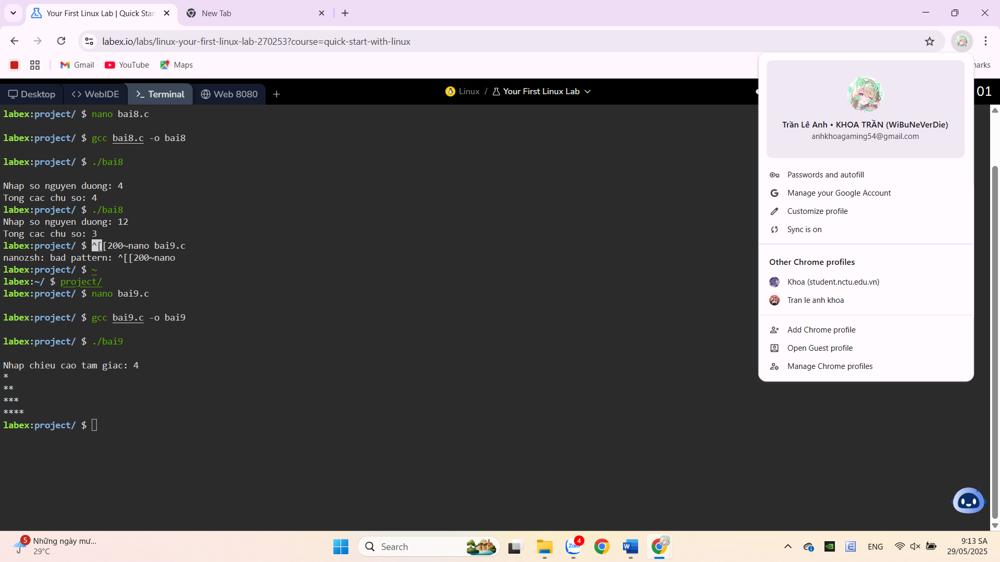 Your First Linux Lab | Quick Star
New Tab
labex.io/labs/linux-your-first-linux-lab-270253?course=quick-start-with-linux
Gmail
YouTube
Maps
Desktop
WebIDE
Terminal
Web 8080
Linux / Your First Linux Lab
01
labex:project/ $ nano bai8.c
labex:project/ $ gcc bai8.c -o bai8
labex:project/ $ ./bai8
Nhap so nguyen duong: 4
Tong cac chu so: 4
labex:project/ $ ./bai8
Nhap so nguyen duong: 12
Tong cac chu so: 3
labex:project/ $ ^[[200~nano bai9.c
nanozsh: bad pattern: ^[[200~nano
labex:project/ $ ~
labex:~/ $ project/
labex:project/ $ nano bai9.c
labex:project/ $ gcc bai9.c -o bai9
labex:project/ $ ./bai9
Nhap chieu cao tam giac: 4
*
**
***
****
labex:project/ $
Trần Lê Anh • KHOA TRẦN (WiBuNeVerDie)
anhkhoagaming54@gmail.com
Passwords and autofill
Manage your Google Account
Customize profile
Sync is on
Other Chrome profiles
Khoa (student.nctu.edu.vn)
Tran le anh khoa
Add Chrome profile
Open Guest profile
Manage Chrome profiles
5
Những ngày mư...
29°C
Search
Zalo
4
W
ENG
9:13 SA
29/05/2025